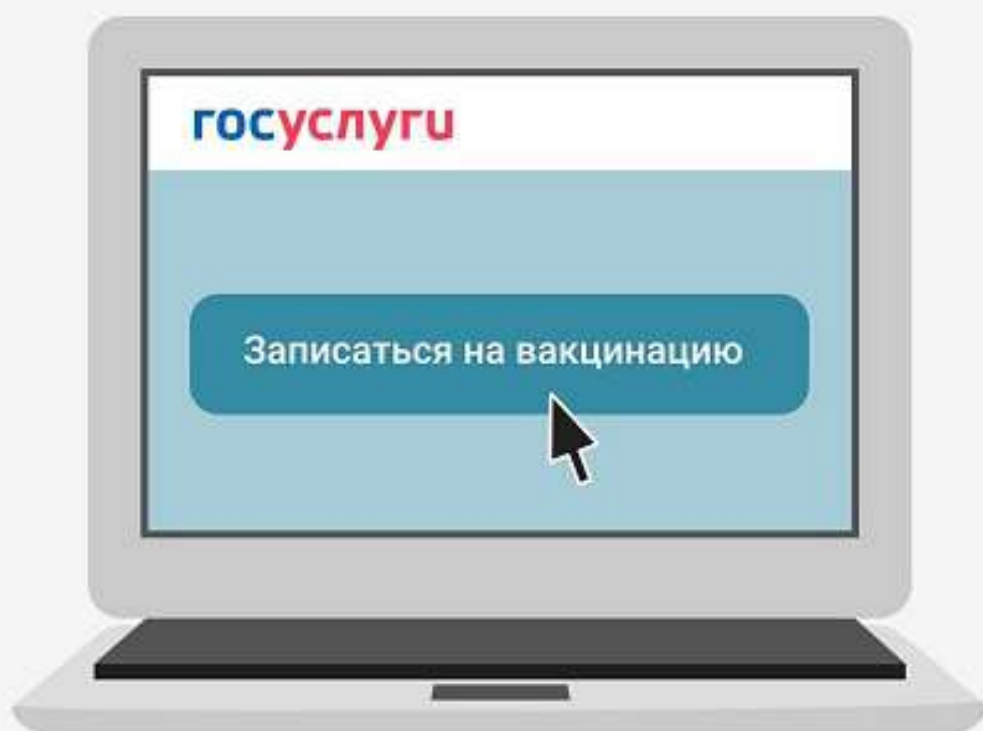 госуслуги
Записаться на вакцинацию